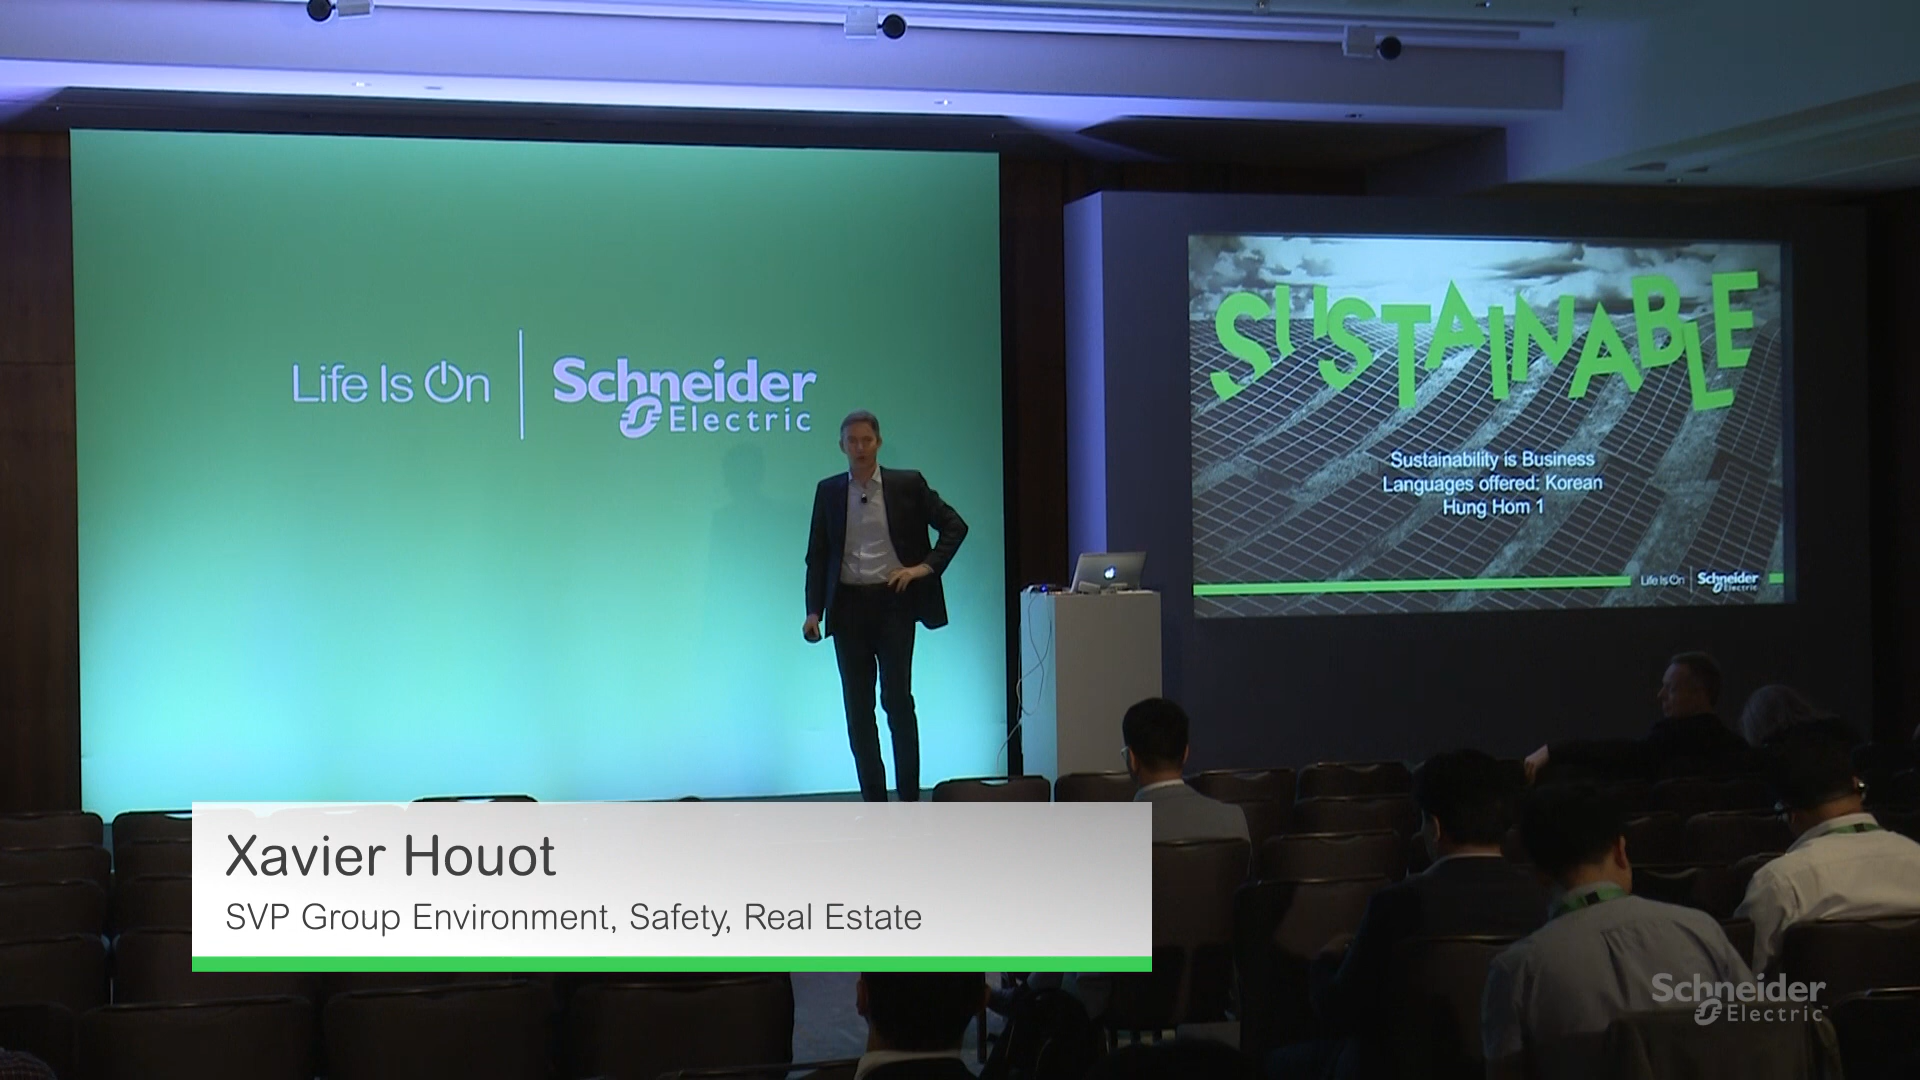 Life Is On
Schneider
Electric
SUSTAINABLE
Sustainability is Business
Languages offered: Korean
Hung Hom 1
Life Is On
Schneider
Electric
Xavier Houot
SVP Group Environment, Safety, Real Estate
Schneider
Electric